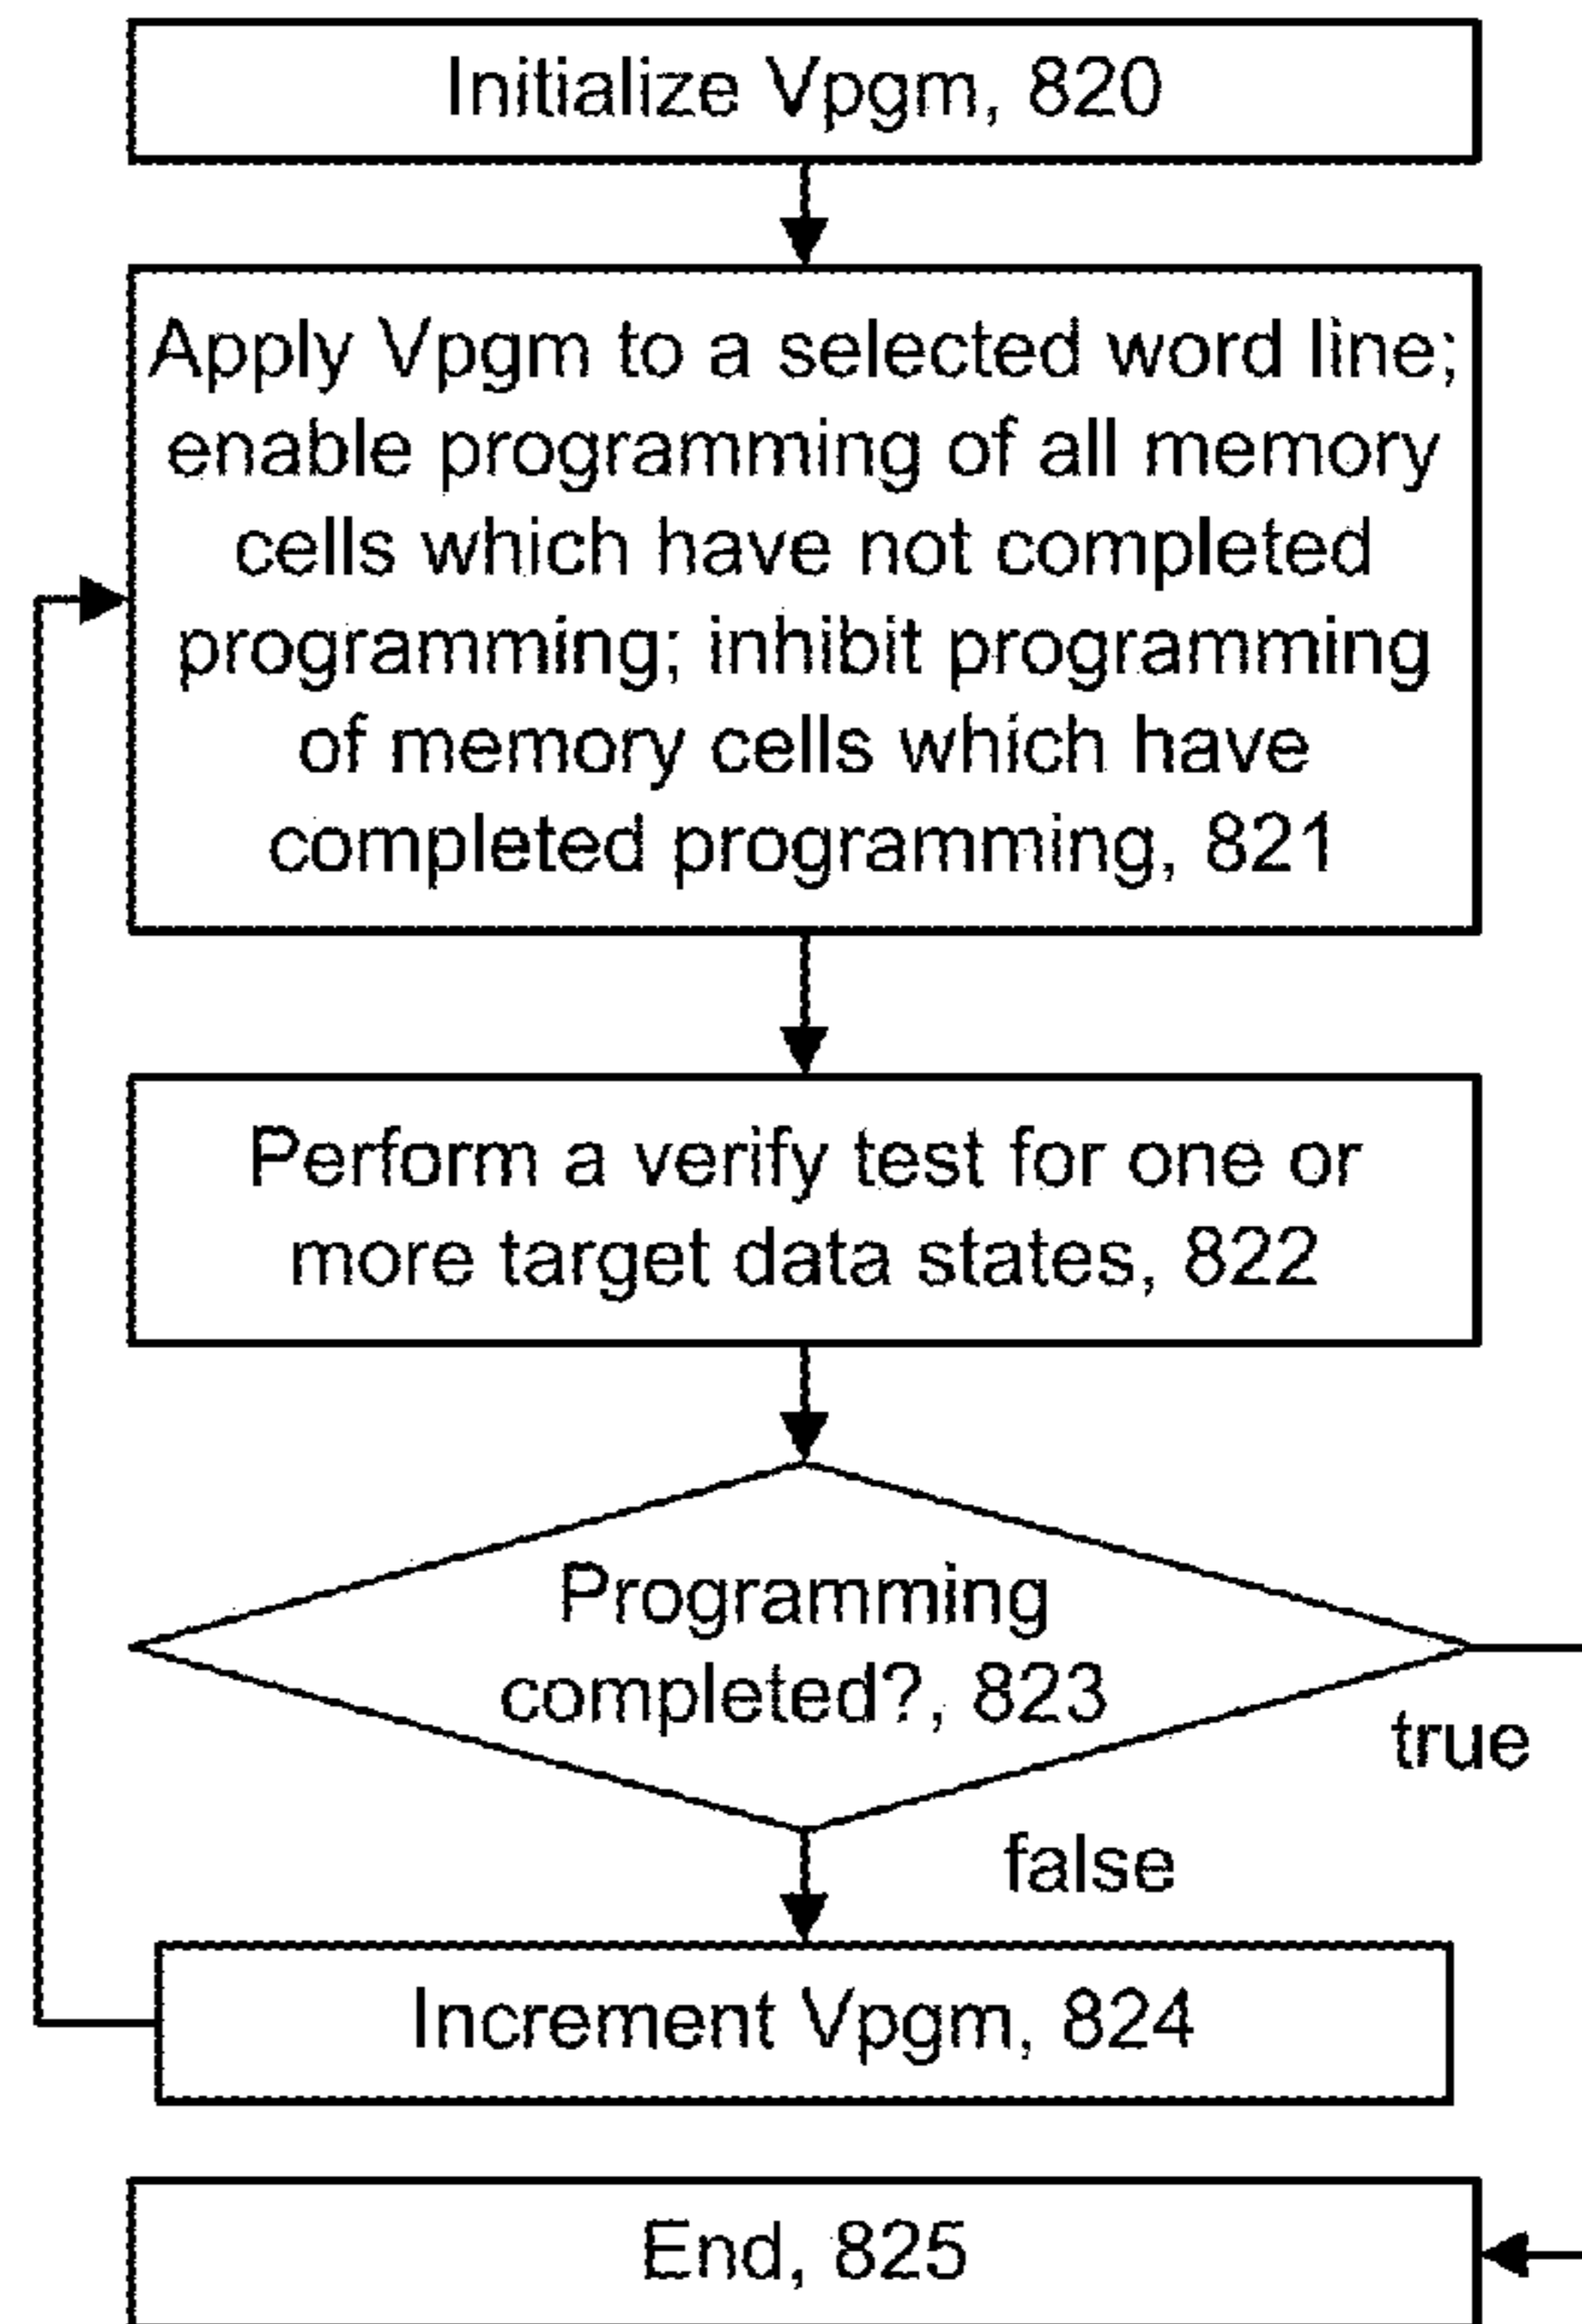 Initialize Vpgm, 820
Apply Vpgm to a selected word line;
enable programming of all memory
cells which have not completed
programming; inhibit programming
of memory cells which have
completed programming, 821
Perform a verify test for one or
more target data states, 822
Programming
completed?, 823
true
false
Increment Vpgm, 824
End, 825